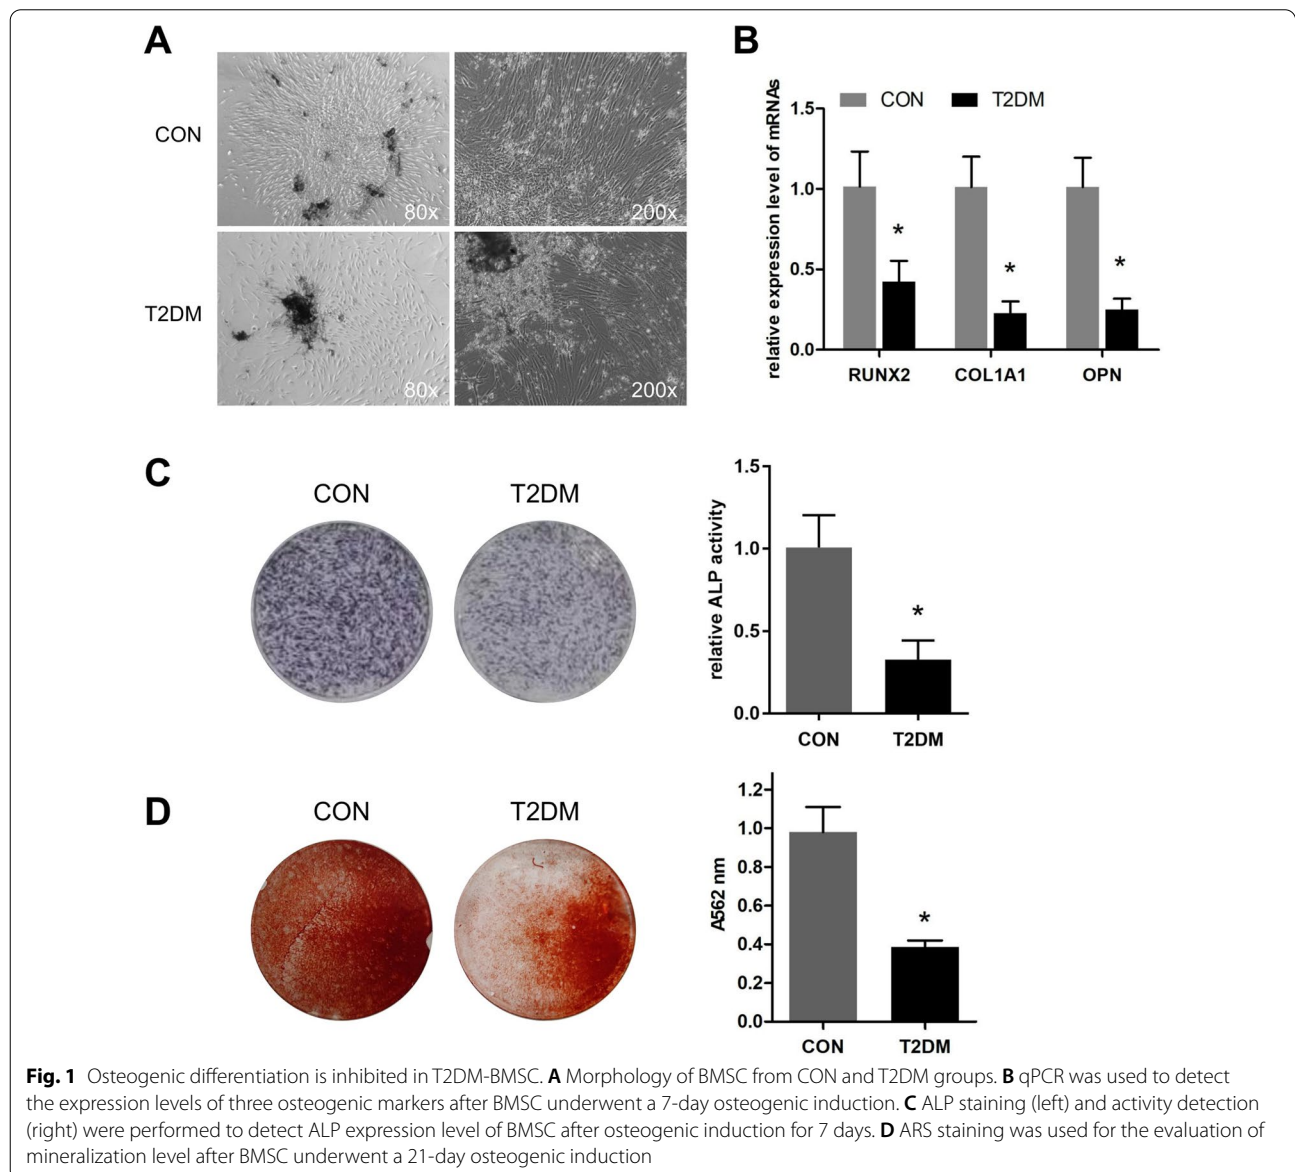 A
CON
80x
200x
T2DM
80x
200x
B
CON
T2DM
relative expression level of mRNAs
1.5
1.0
0.5
0.0
*
*
*
RUNX2
COL1A1
OPN
C
CON
T2DM
relative ALP activity
1.5
1.0
0.5
0.0
*
CON
T2DM
D
CON
T2DM
A562 nm
1.2
1.0
0.8
0.6
0.4
0.2
0.0
*
CON
T2DM
Fig. 1 Osteogenic differentiation is inhibited in T2DM-BMSC. A Morphology of BMSC from CON and T2DM groups. B qPCR was used to detect
the expression levels of three osteogenic markers after BMSC underwent a 7-day osteogenic induction. C ALP staining (left) and activity detection
(right) were performed to detect ALP expression level of BMSC after osteogenic induction for 7 days. D ARS staining was used for the evaluation of
mineralization level after BMSC underwent a 21-day osteogenic induction